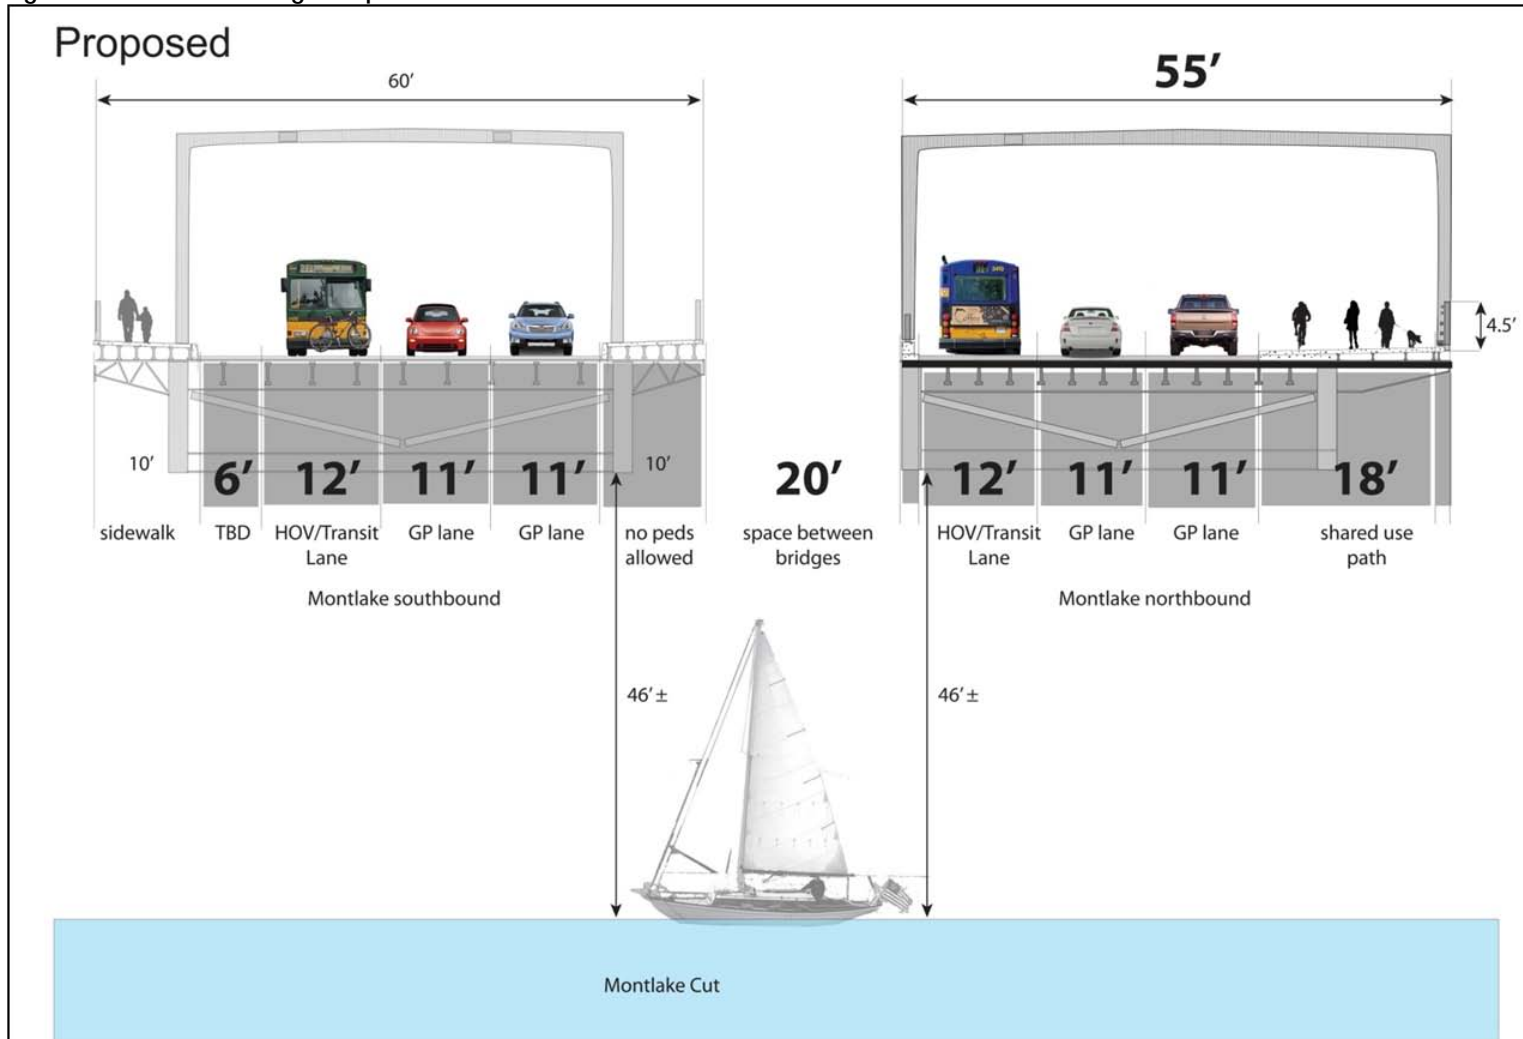 Proposed
60′
55′
4.5′
10′
6′
12′
11′
11′
10′
20′
12′
11′
11′
18′
sidewalk
TBD
HOV/Transit
Lane
GP lane
GP lane
no peds
allowed
space between
bridges
HOV/Transit
Lane
GP lane
GP lane
shared use
path
Montlake southbound
Montlake northbound
46′ ±
46′ ±
Montlake Cut